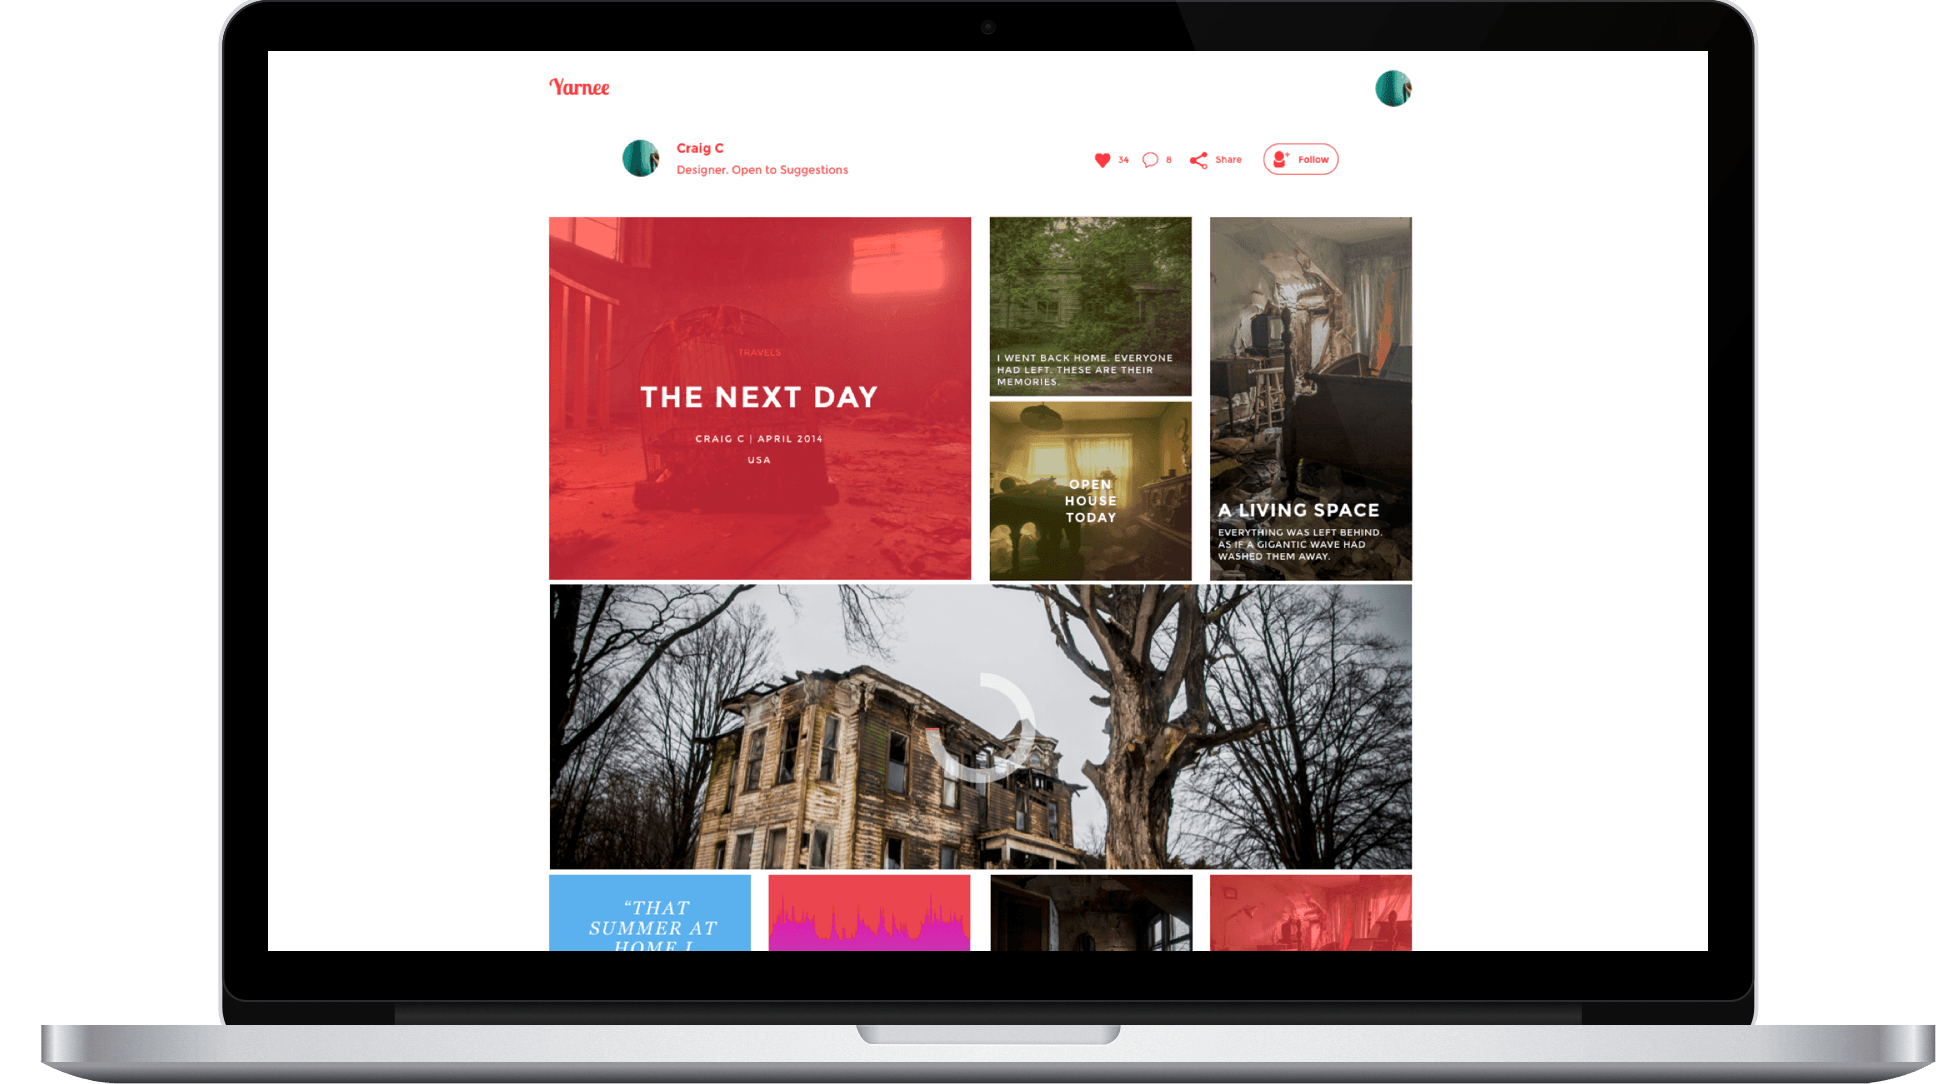 Yarnee
Craig C
Designer. Open to Suggestions
34
8
Share
Follow
TRAVELS
THE NEXT DAY
CRAIG C | APRIL 2014
USA
I WENT BACK HOME. EVERYONE
HAD LEFT. THESE ARE THEIR
MEMORIES.
OPEN
HOUSE
TODAY
A LIVING SPACE
EVERYTHING WAS LEFT BEHIND.
AS IF A GIGANTIC WAVE HAD
WASHED THEM AWAY.
“THAT
SUMMER AT
HOME I